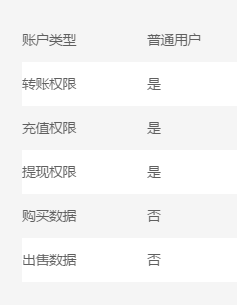 账户类型 普通用户
转账权限 是
充值权限 是
提现权限 是
购买数据 否
出售数据 否